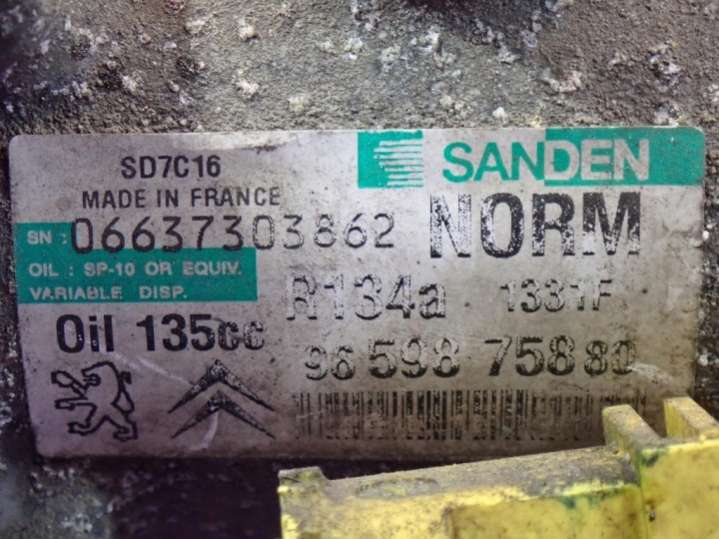 SD7C16
SANDEN
MADE IN FRANCE
SN : 06637303862
NORM
OIL : SP-10 OR EQUIV.
VARIABLE DISP.
R134a 1331F
Oil 135cc
96 598 758 80